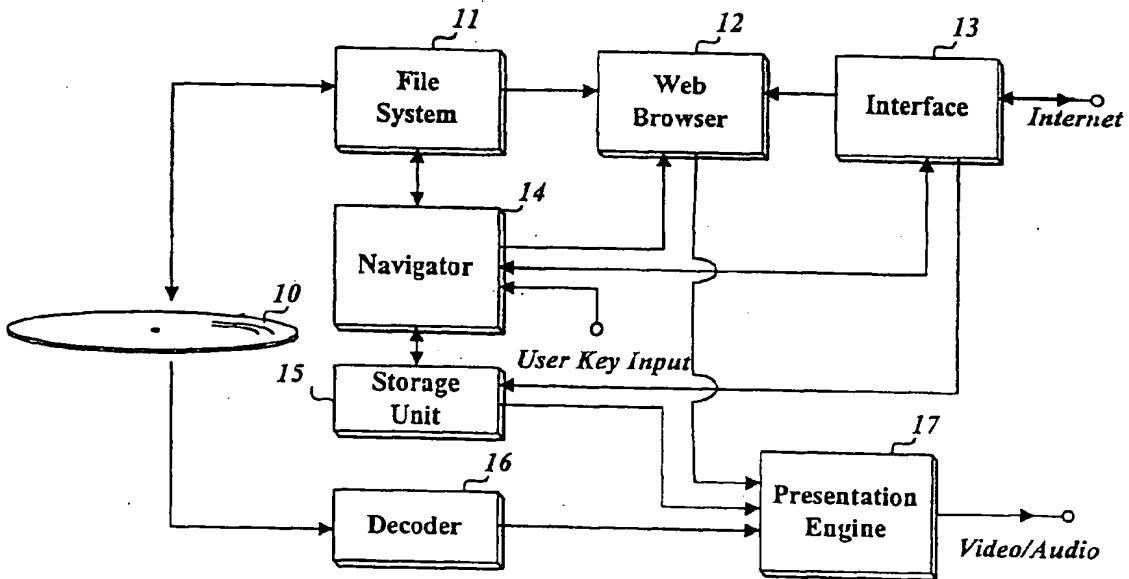 11
File
System
12
Web
Browser
13
Interface
Internet
14
Navigator
10
User Key Input
15
Storage
Unit
16
Decoder
17
Presentation
Engine
Video/Audio